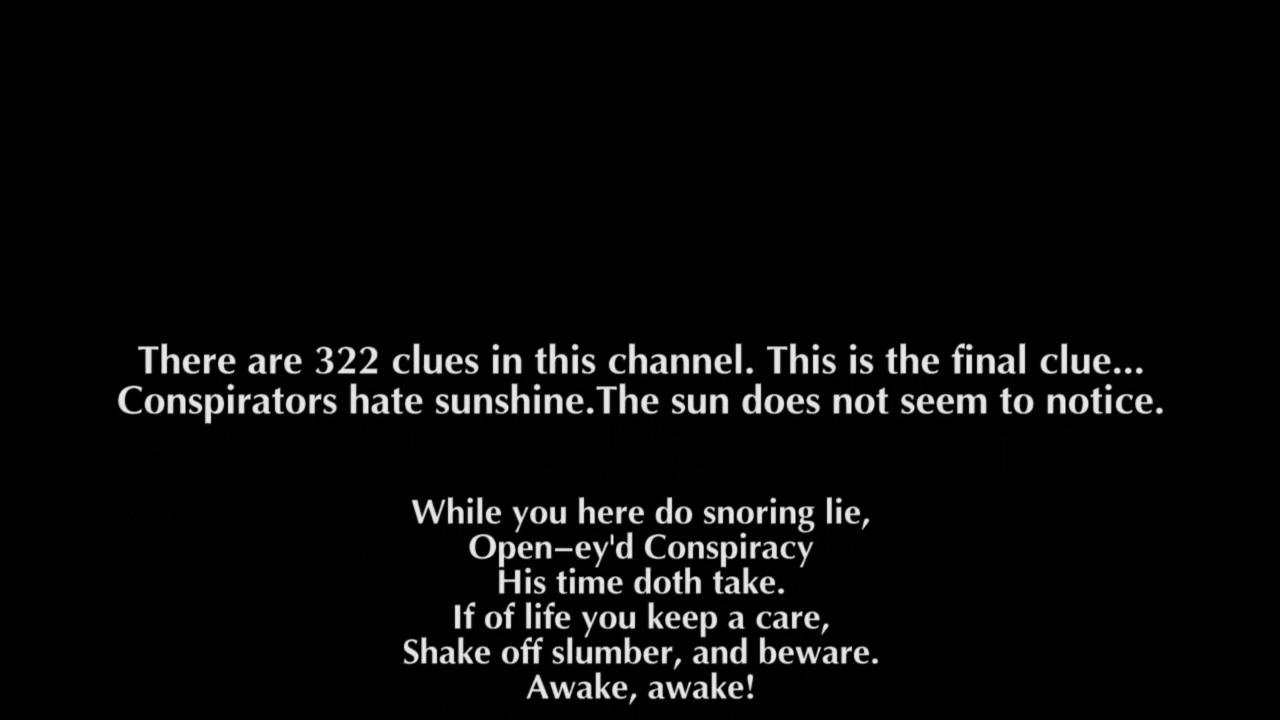 There are 322 clues in this channel. This is the final clue...
Conspirators hate sunshine.The sun does not seem to notice.
While you here do snoring lie,
Open–ey'd Conspiracy
His time doth take.
If of life you keep a care,
Shake off slumber, and beware.
Awake, awake!